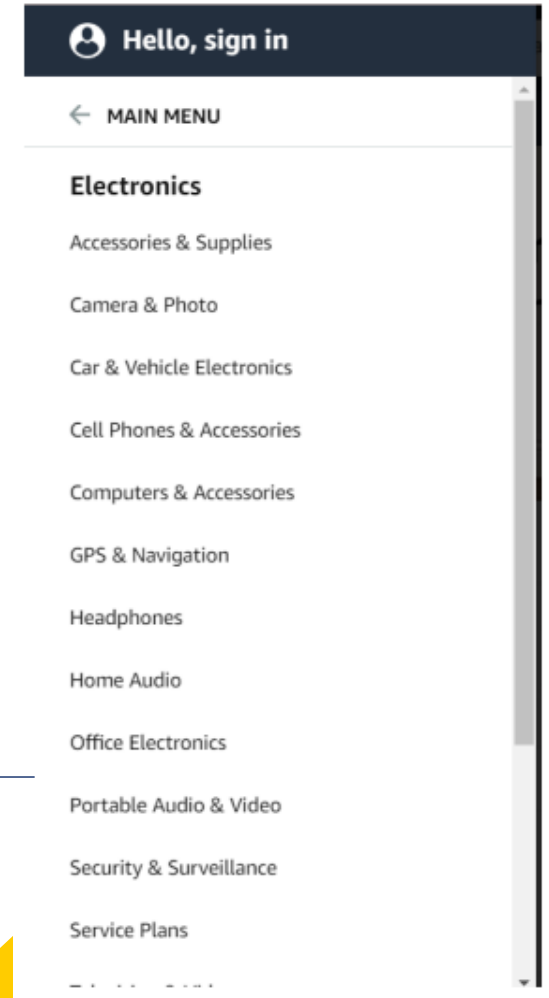 Hello, sign in
MAIN MENU
Electronics
Accessories & Supplies
Camera & Photo
Car & Vehicle Electronics
Cell Phones & Accessories
Computers & Accessories
GPS & Navigation
Headphones
Home Audio
Office Electronics
Portable Audio & Video
Security & Surveillance
Service Plans